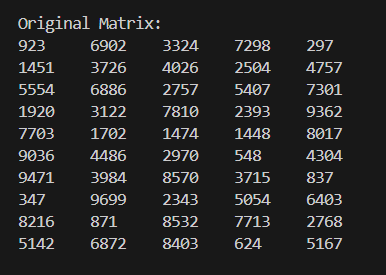 Original Matrix:
923 6902 3324 7298 297
1451 3726 4026 2504 4757
5554 6886 2757 5407 7301
1920 3122 7810 2393 9362
7703 1702 1474 1448 8017
9036 4486 2970 548 4304
9471 3984 8570 3715 837
347 9699 2343 5054 6403
8216 871 8532 7713 2768
5142 6872 8403 624 5167